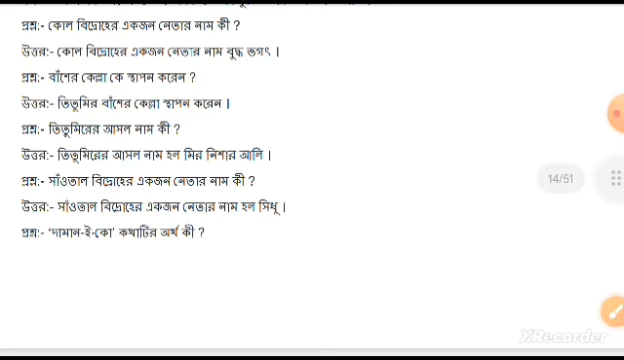 প্রশ্ন:- কোল বিদ্রোহের একজন নেতার নাম কী ?
উত্তর:- কোল বিদ্রোহের একজন নেতার নাম বুদ্ধ ভগৎ ।
প্রশ্ন:- বাঁশের কেল্লা কে স্থাপন করেন ?
উত্তর:- তিতুমির বাঁশের কেল্লা স্থাপন করেন ।
প্রশ্ন:- তিতুমিরের আসল নাম কী ?
উত্তর:- তিতুমিরের আসল নাম হল মির নিশার আলি ।
প্রশ্ন:- সাঁওতাল বিদ্রোহের একজন নেতার নাম কী ?
14/51
উত্তর:- সাঁওতাল বিদ্রোহের একজন নেতার নাম হল সিধু ।
প্রশ্ন:- 'দামান-ই-কো' কথাটির অর্থ কী ?
XRecorder